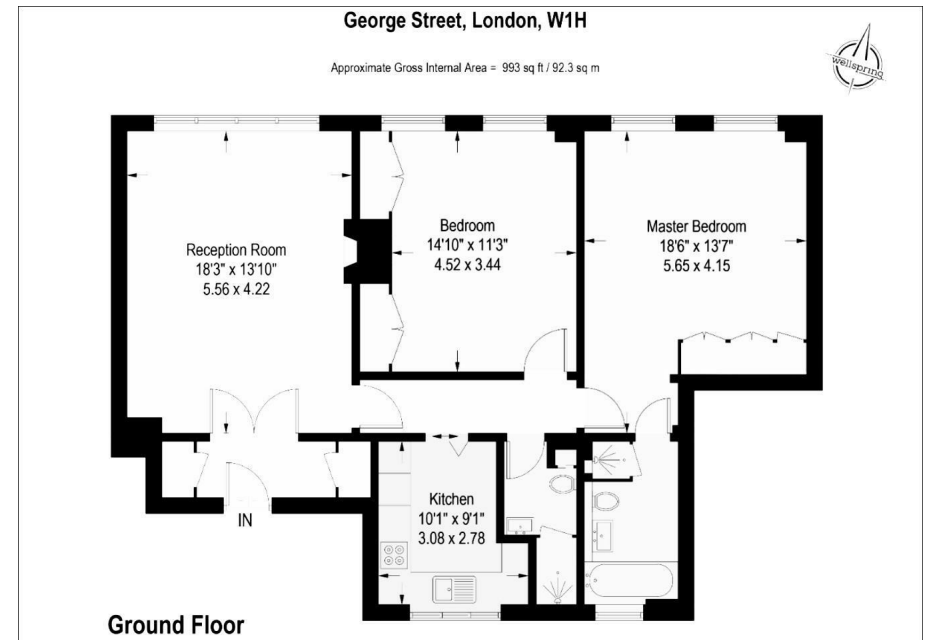 George Street, London, W1H
Approximate Gross Internal Area = 993 sq ft / 92.3 sq m
wellspring
Reception Room
18'3" x 13'10"
5.56 x 4.22
Bedroom
14'10" x 11'3"
4.52 x 3.44
Master Bedroom
18'6" x 13'7"
5.65 x 4.15
Kitchen
10'1" x 9'1"
3.08 x 2.78
IN
Ground Floor